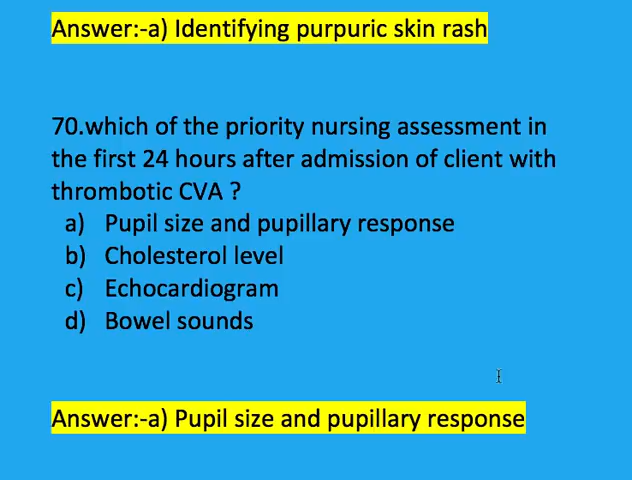 Answer:-a) Identifying purpuric skin rash
70.which of the priority nursing assessment in
the first 24 hours after admission of client with
thrombotic CVA ?
a) Pupil size and pupillary response
b) Cholesterol level
c) Echocardiogram
d) Bowel sounds
Answer:-a) Pupil size and pupillary response